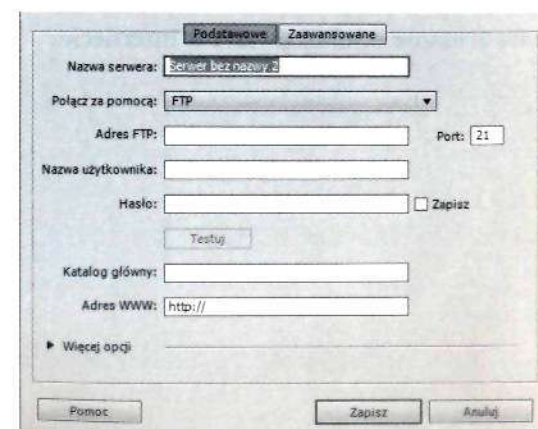 Podstawowe Zaawansowane
Nazwa serwera: Serwer bez nazwy 2
Połącz za pomocą: FTP
Adres FTP: Port: 21
Nazwa użytkownika:
Hasło: Zapisz
Testuj
Katalog główny:
Adres WWW: http://
Więcej opcji
Pomoc Zapisz Anuluj